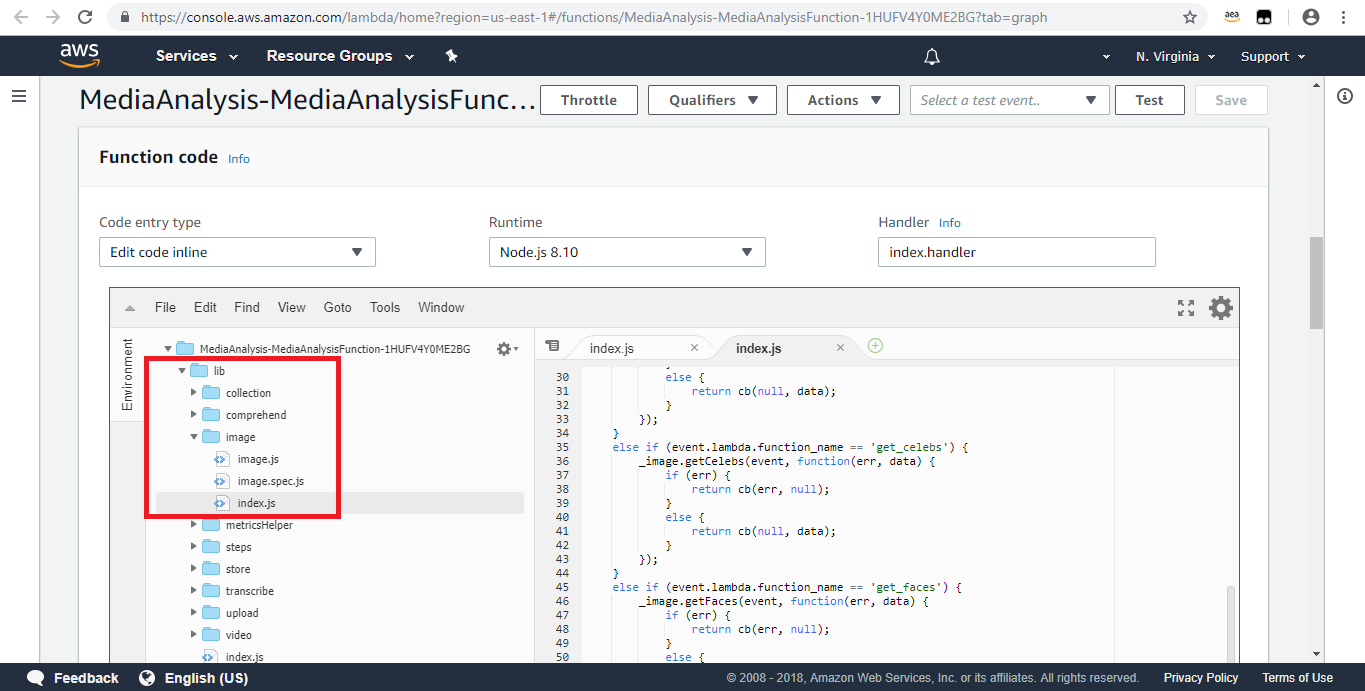 https://console.aws.amazon.com/lambda/home?region=us-east-1#/functions/MediaAnalysis-MediaAnalysisFunction-1HUFV4Y0ME2BG?tab=graph
aea
aws
Services
Resource Groups
N. Virginia
Support
MediaAnalysis-MediaAnalysisFunc...
Throttle
Qualifiers
Actions
Select a test event..
Test
Save
Function code Info
Code entry type
Runtime
Handler Info
Edit code inline
Node.js 8.10
index.handler
File Edit Find View Goto Tools Window
Environment
MediaAnalysis-MediaAnalysisFunction-1HUFV4Y0ME2BG
lib
collection
comprehend
image
image.js
image.spec.js
index.js
metricsHelper
steps
store
transcribe
upload
video
index.js
index.js
index.js
30 else {
31 return cb(null, data);
32 }
33 });
34 }
35 else if (event.lambda.function_name == 'get_celebs') {
36 _image.getCelebs(event, function(err, data) {
37 if (err) {
38 return cb(err, null);
39 }
40 else {
41 return cb(null, data);
42 }
43 });
44 }
45 else if (event.lambda.function_name == 'get_faces') {
46 _image.getFaces(event, function(err, data) {
47 if (err) {
48 return cb(err, null);
49 }
50 else {
Feedback
English (US)
© 2008 - 2018, Amazon Web Services, Inc. or its affiliates. All rights reserved.
Privacy Policy
Terms of Use